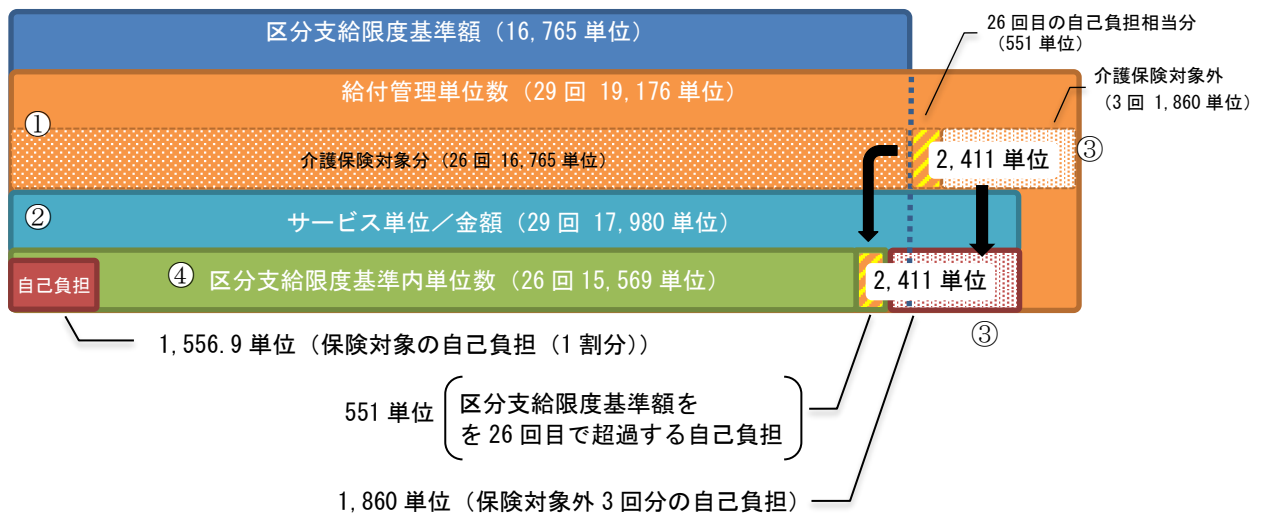 区分支給限度基準額(16,765 単位)
26 回目の自己負担相当分
(551 単位)
給付管理単位数(29 回 19,176 単位)
介護保険対象外
(3 回 1,860 単位)
①
介護保険対象分(26 回 16,765 単位)
2,411 単位
③
②
サービス単位/金額(29 回 17,980 単位)
自己負担
④
区分支給限度基準内単位数(26 回 15,569 単位)
2,411 単位
③
1,556.9 単位(保険対象の自己負担(1 割分))
551 単位
区分支給限度基準額を
を 26 回目で超過する自己負担
1,860 単位(保険対象外 3 回分の自己負担)